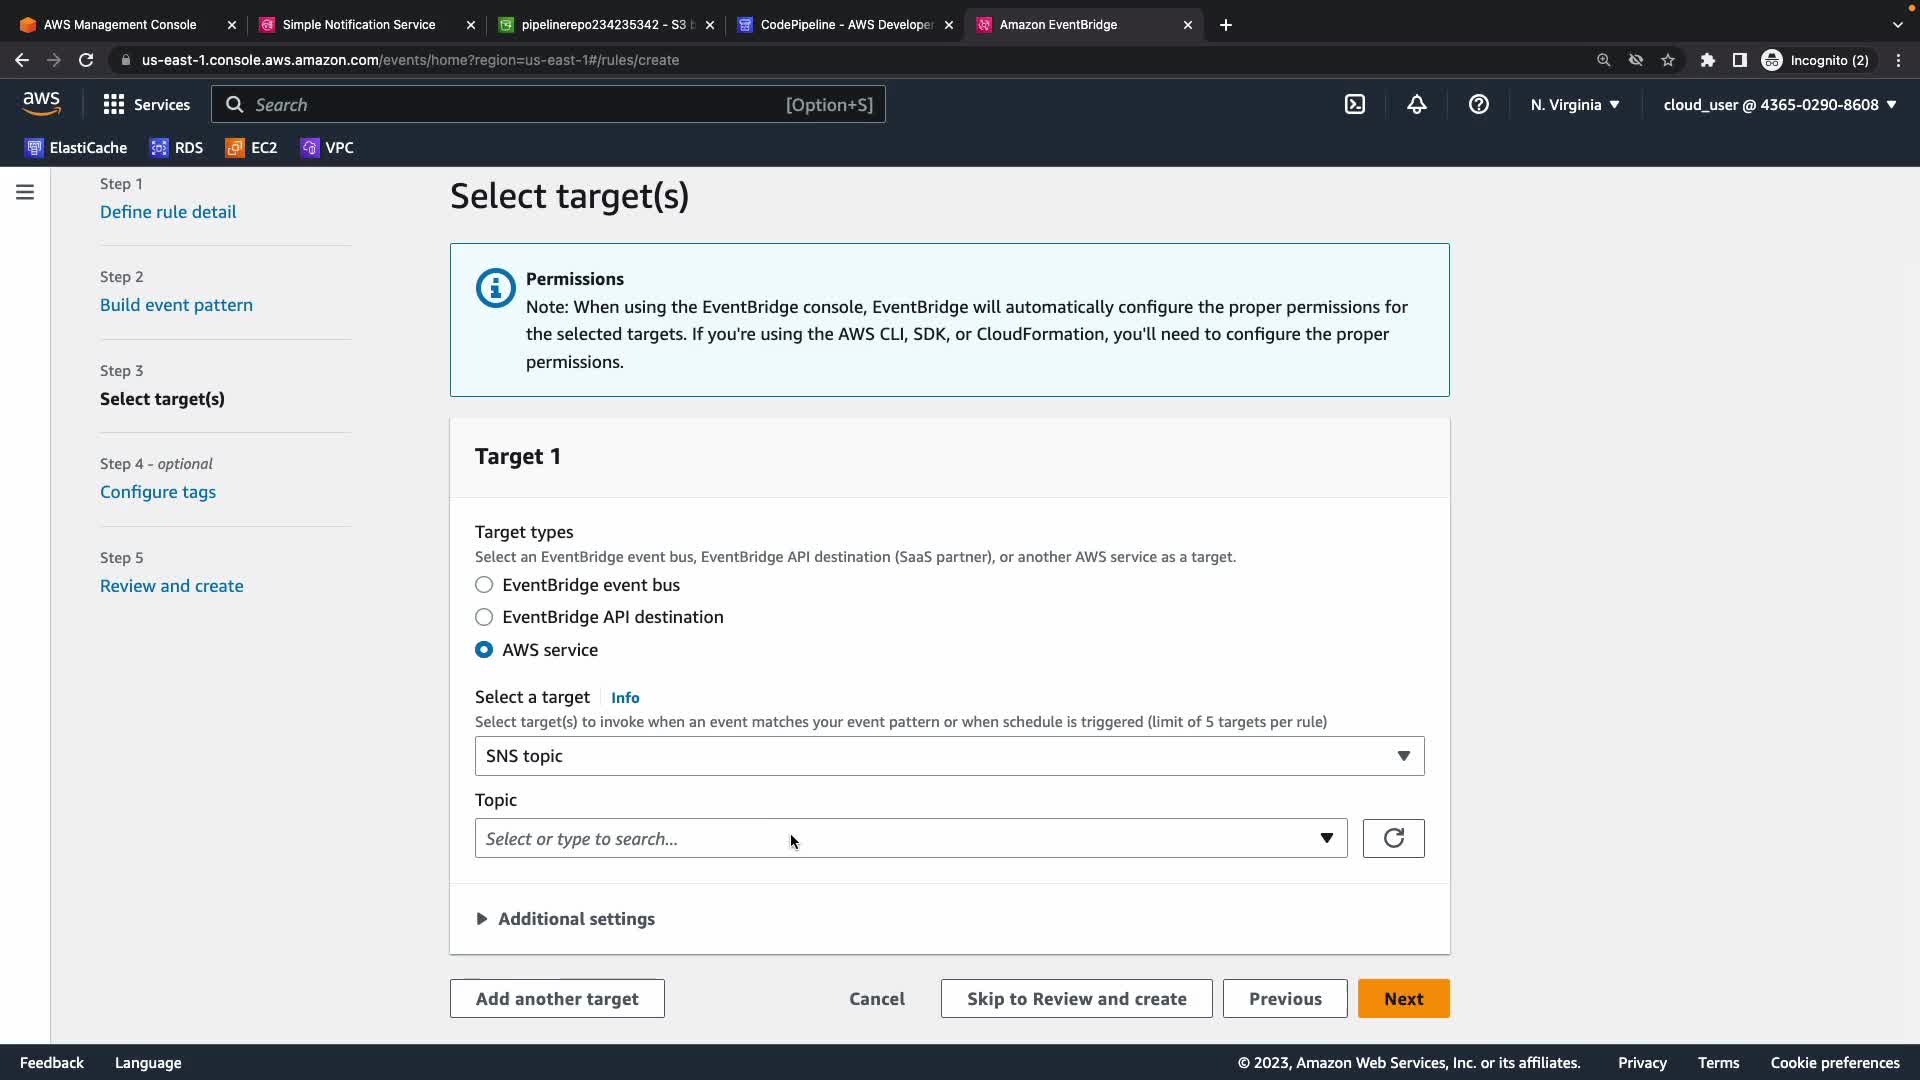 AWS Management Console
Simple Notification Service
pipelinerepo234235342 - S3 b
CodePipeline - AWS Develope
Amazon EventBridge
us-east-1.console.aws.amazon.com/events/home?region=us-east-1#/rules/create
Incognito (2)
aws
Services
Search
[Option+S]
N. Virginia
cloud_user @ 4365-0290-8608
ElastiCache
RDS
EC2
VPC
Step 1
Define rule detail
Step 2
Build event pattern
Step 3
Select target(s)
Step 4 - optional
Configure tags
Step 5
Review and create
Select target(s)
Permissions
Note: When using the EventBridge console, EventBridge will automatically configure the proper permissions for
the selected targets. If you're using the AWS CLI, SDK, or CloudFormation, you'll need to configure the proper
permissions.
Target 1
Target types
Select an EventBridge event bus, EventBridge API destination (SaaS partner), or another AWS service as a target.
EventBridge event bus
EventBridge API destination
AWS service
Select a target
Info
Select target(s) to invoke when an event matches your event pattern or when schedule is triggered (limit of 5 targets per rule)
SNS topic
Topic
Select or type to search...
Additional settings
Add another target
Cancel
Skip to Review and create
Previous
Next
Feedback
Language
© 2023, Amazon Web Services, Inc. or its affiliates.
Privacy
Terms
Cookie preferences